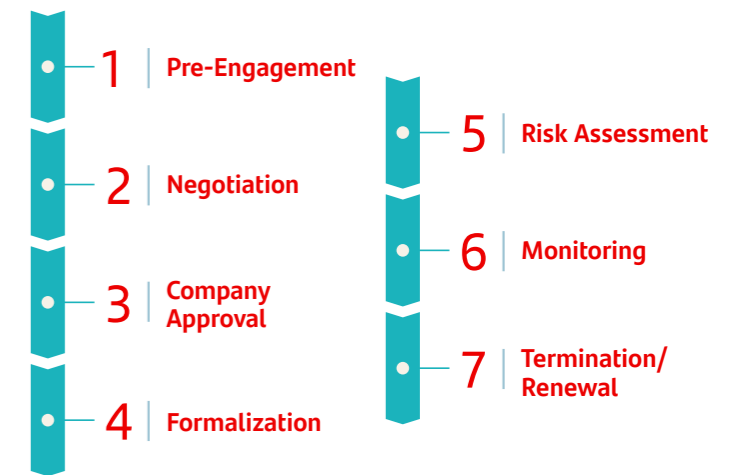 1 Pre-Engagement
2 Negotiation
3 Company
Approval
4 Formalization
5 Risk Assessment
6 Monitoring
7 Termination/
Renewal